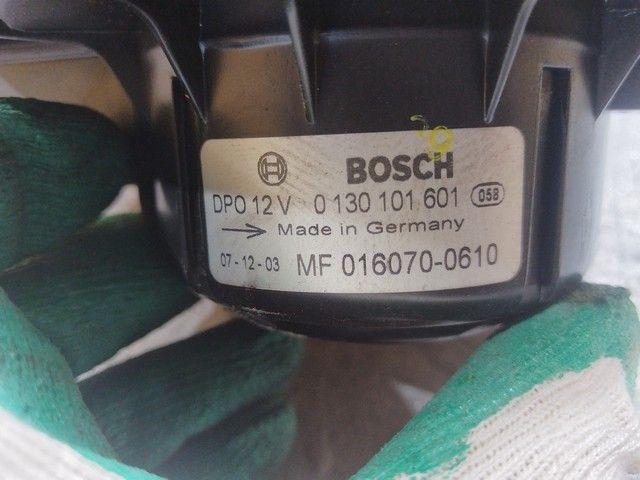 BOSCH
DPO 12 V 0 130 101 601 058
Made in Germany
07-12-03 MF 016070-0610